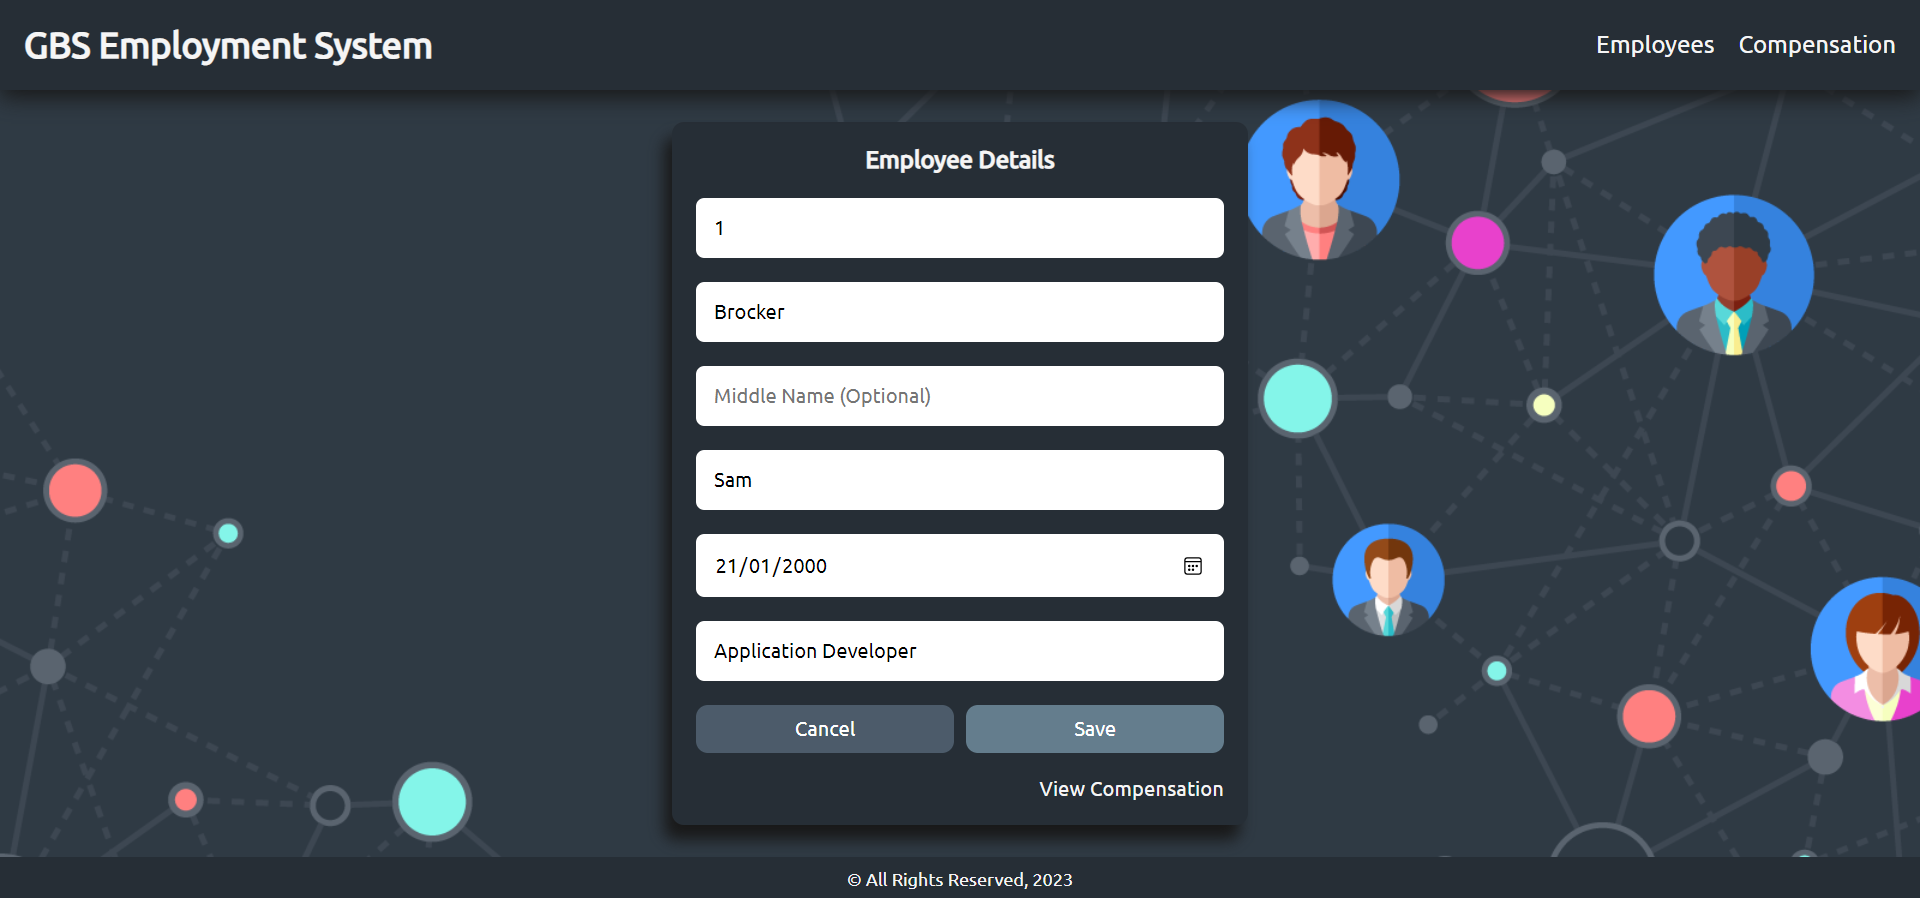 GBS Employment System
Employees Compensation
Employee Details
1
Brocker
Middle Name (Optional)
Sam
21/01/2000
Application Developer
Cancel Save
View Compensation
© All Rights Reserved, 2023